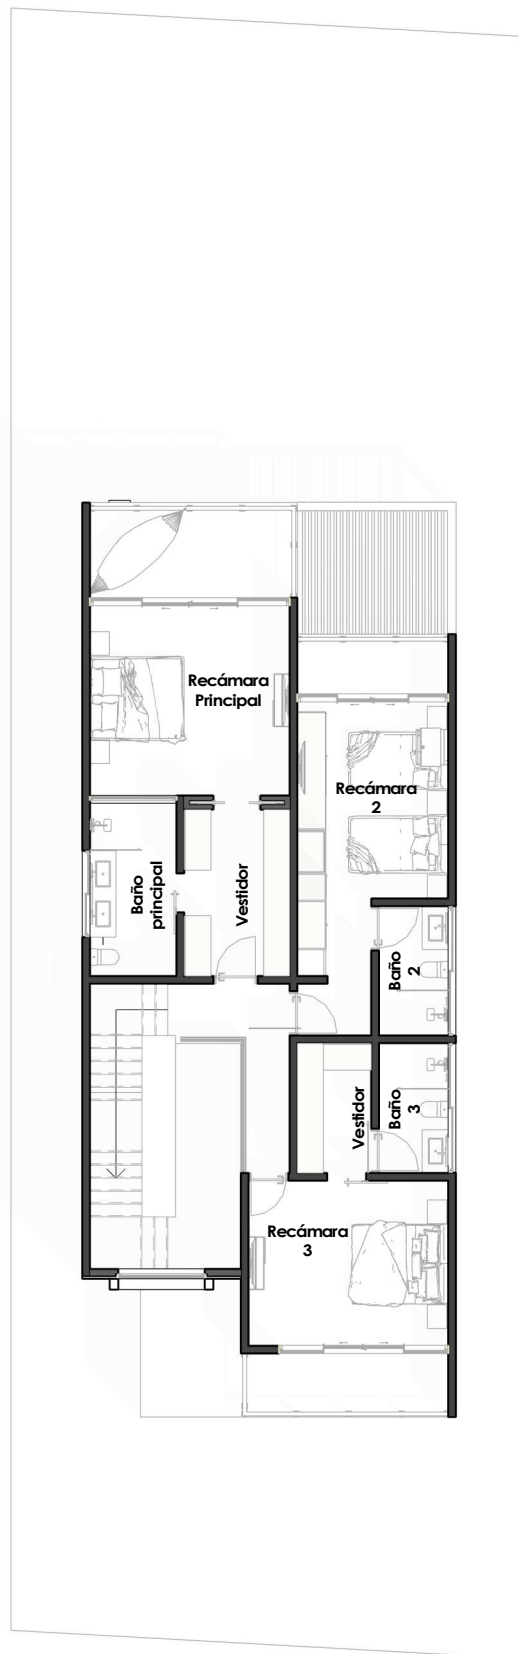 Recámara
Principal
Recámara
2
Baño
principal
Vestidor
Baño
2
Baño
3
Vestidor
Recámara
3